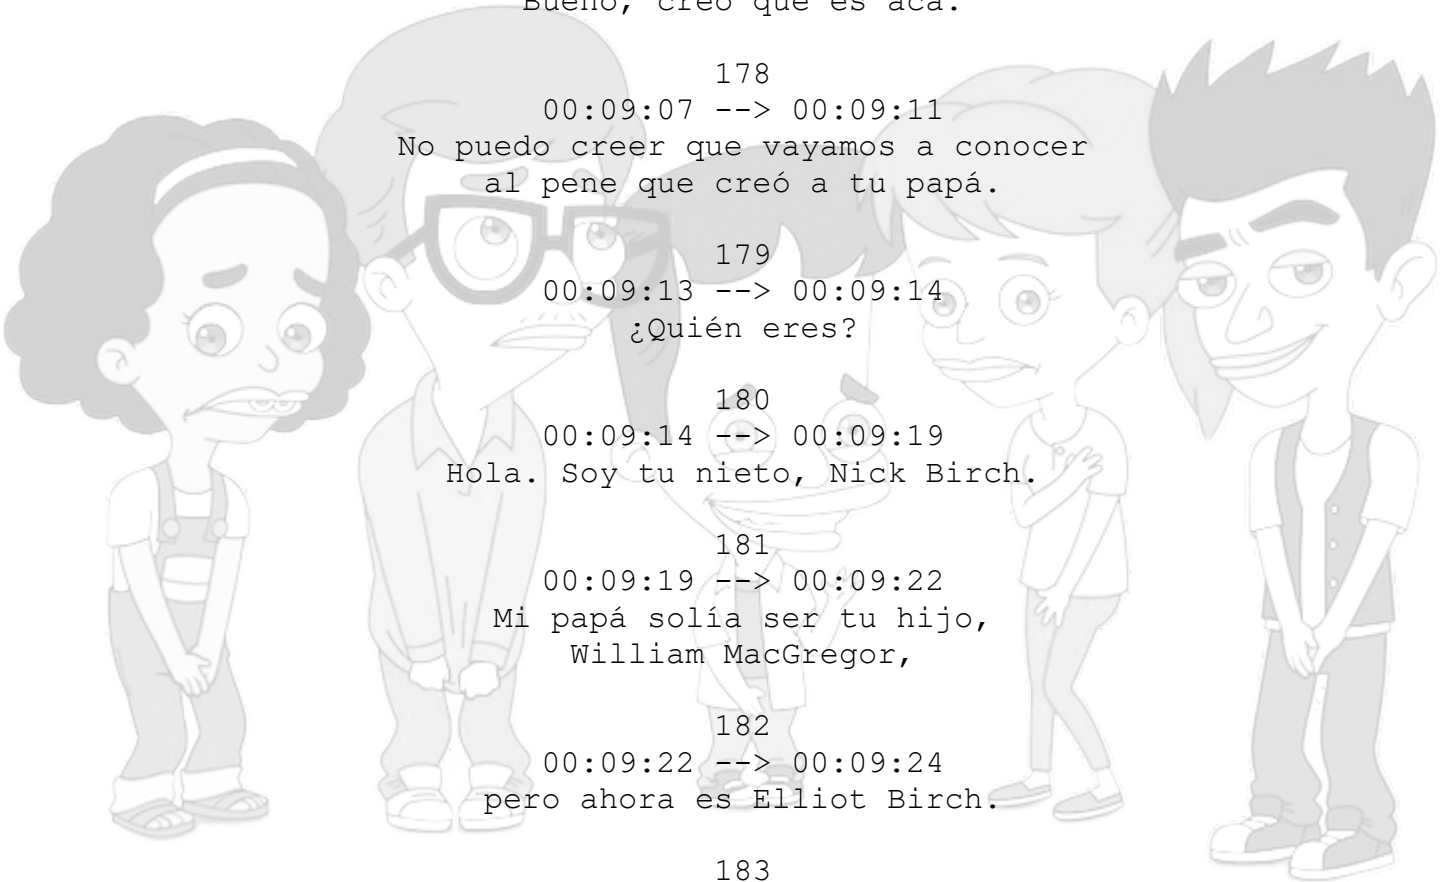 Bueno, creo que es acá.
178
00:09:07 --> 00:09:11
No puedo creer que vayamos a conocer
al pene que creó a tu papá.
179
00:09:13 --> 00:09:14
¿Quién eres?
180
00:09:14 --> 00:09:19
Hola. Soy tu nieto, Nick Birch.
181
00:09:19 --> 00:09:22
Mi papá solía ser tu hijo,
William MacGregor,
182
00:09:22 --> 00:09:24
pero ahora es Elliot Birch.
183